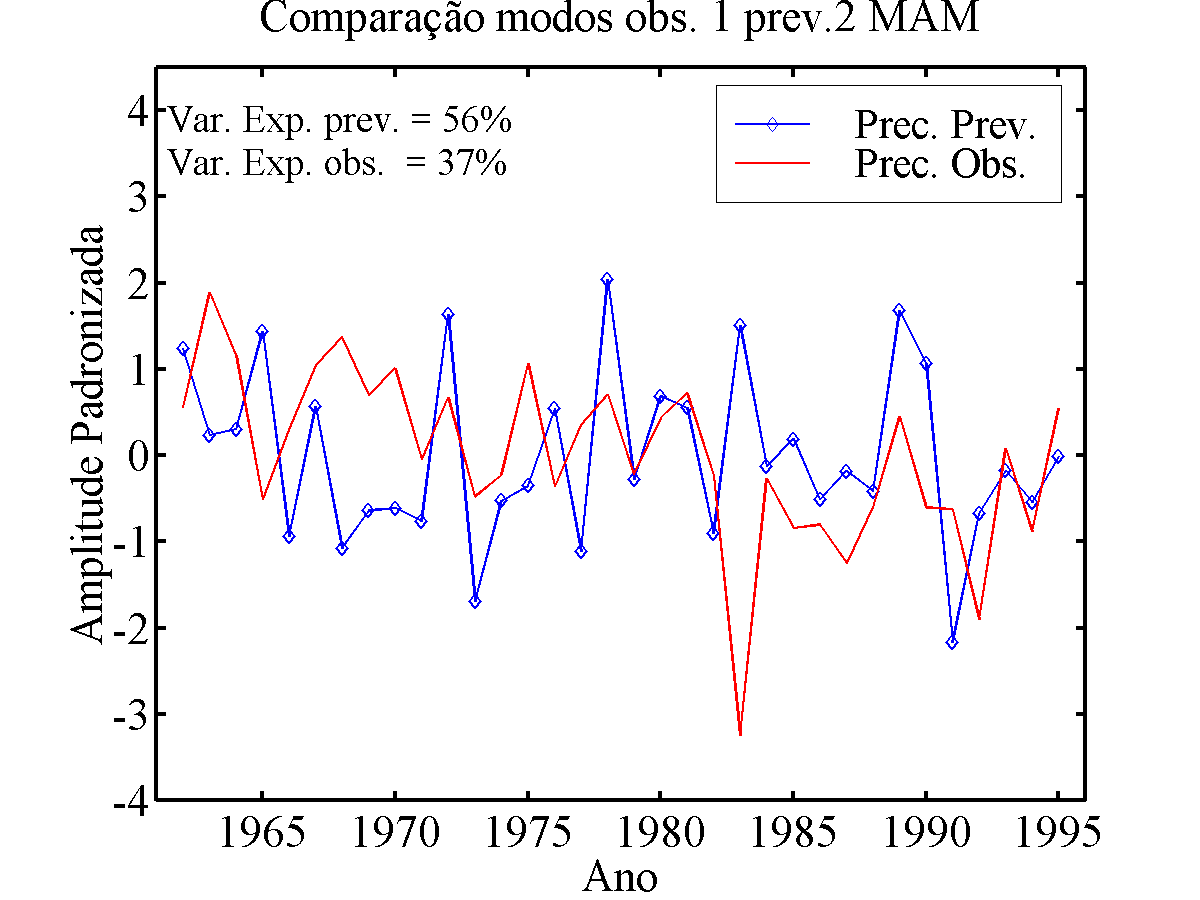 Comparação modos obs. 1 prev.2 MAM
Var. Exp. prev. = 56%
Var. Exp. obs. = 37%
Prec. Prev.
Prec. Obs.
Amplitude Padronizada
4
3
2
1
0
-1
-2
-3
-4
1965 1970 1975 1980 1985 1990 1995
Ano